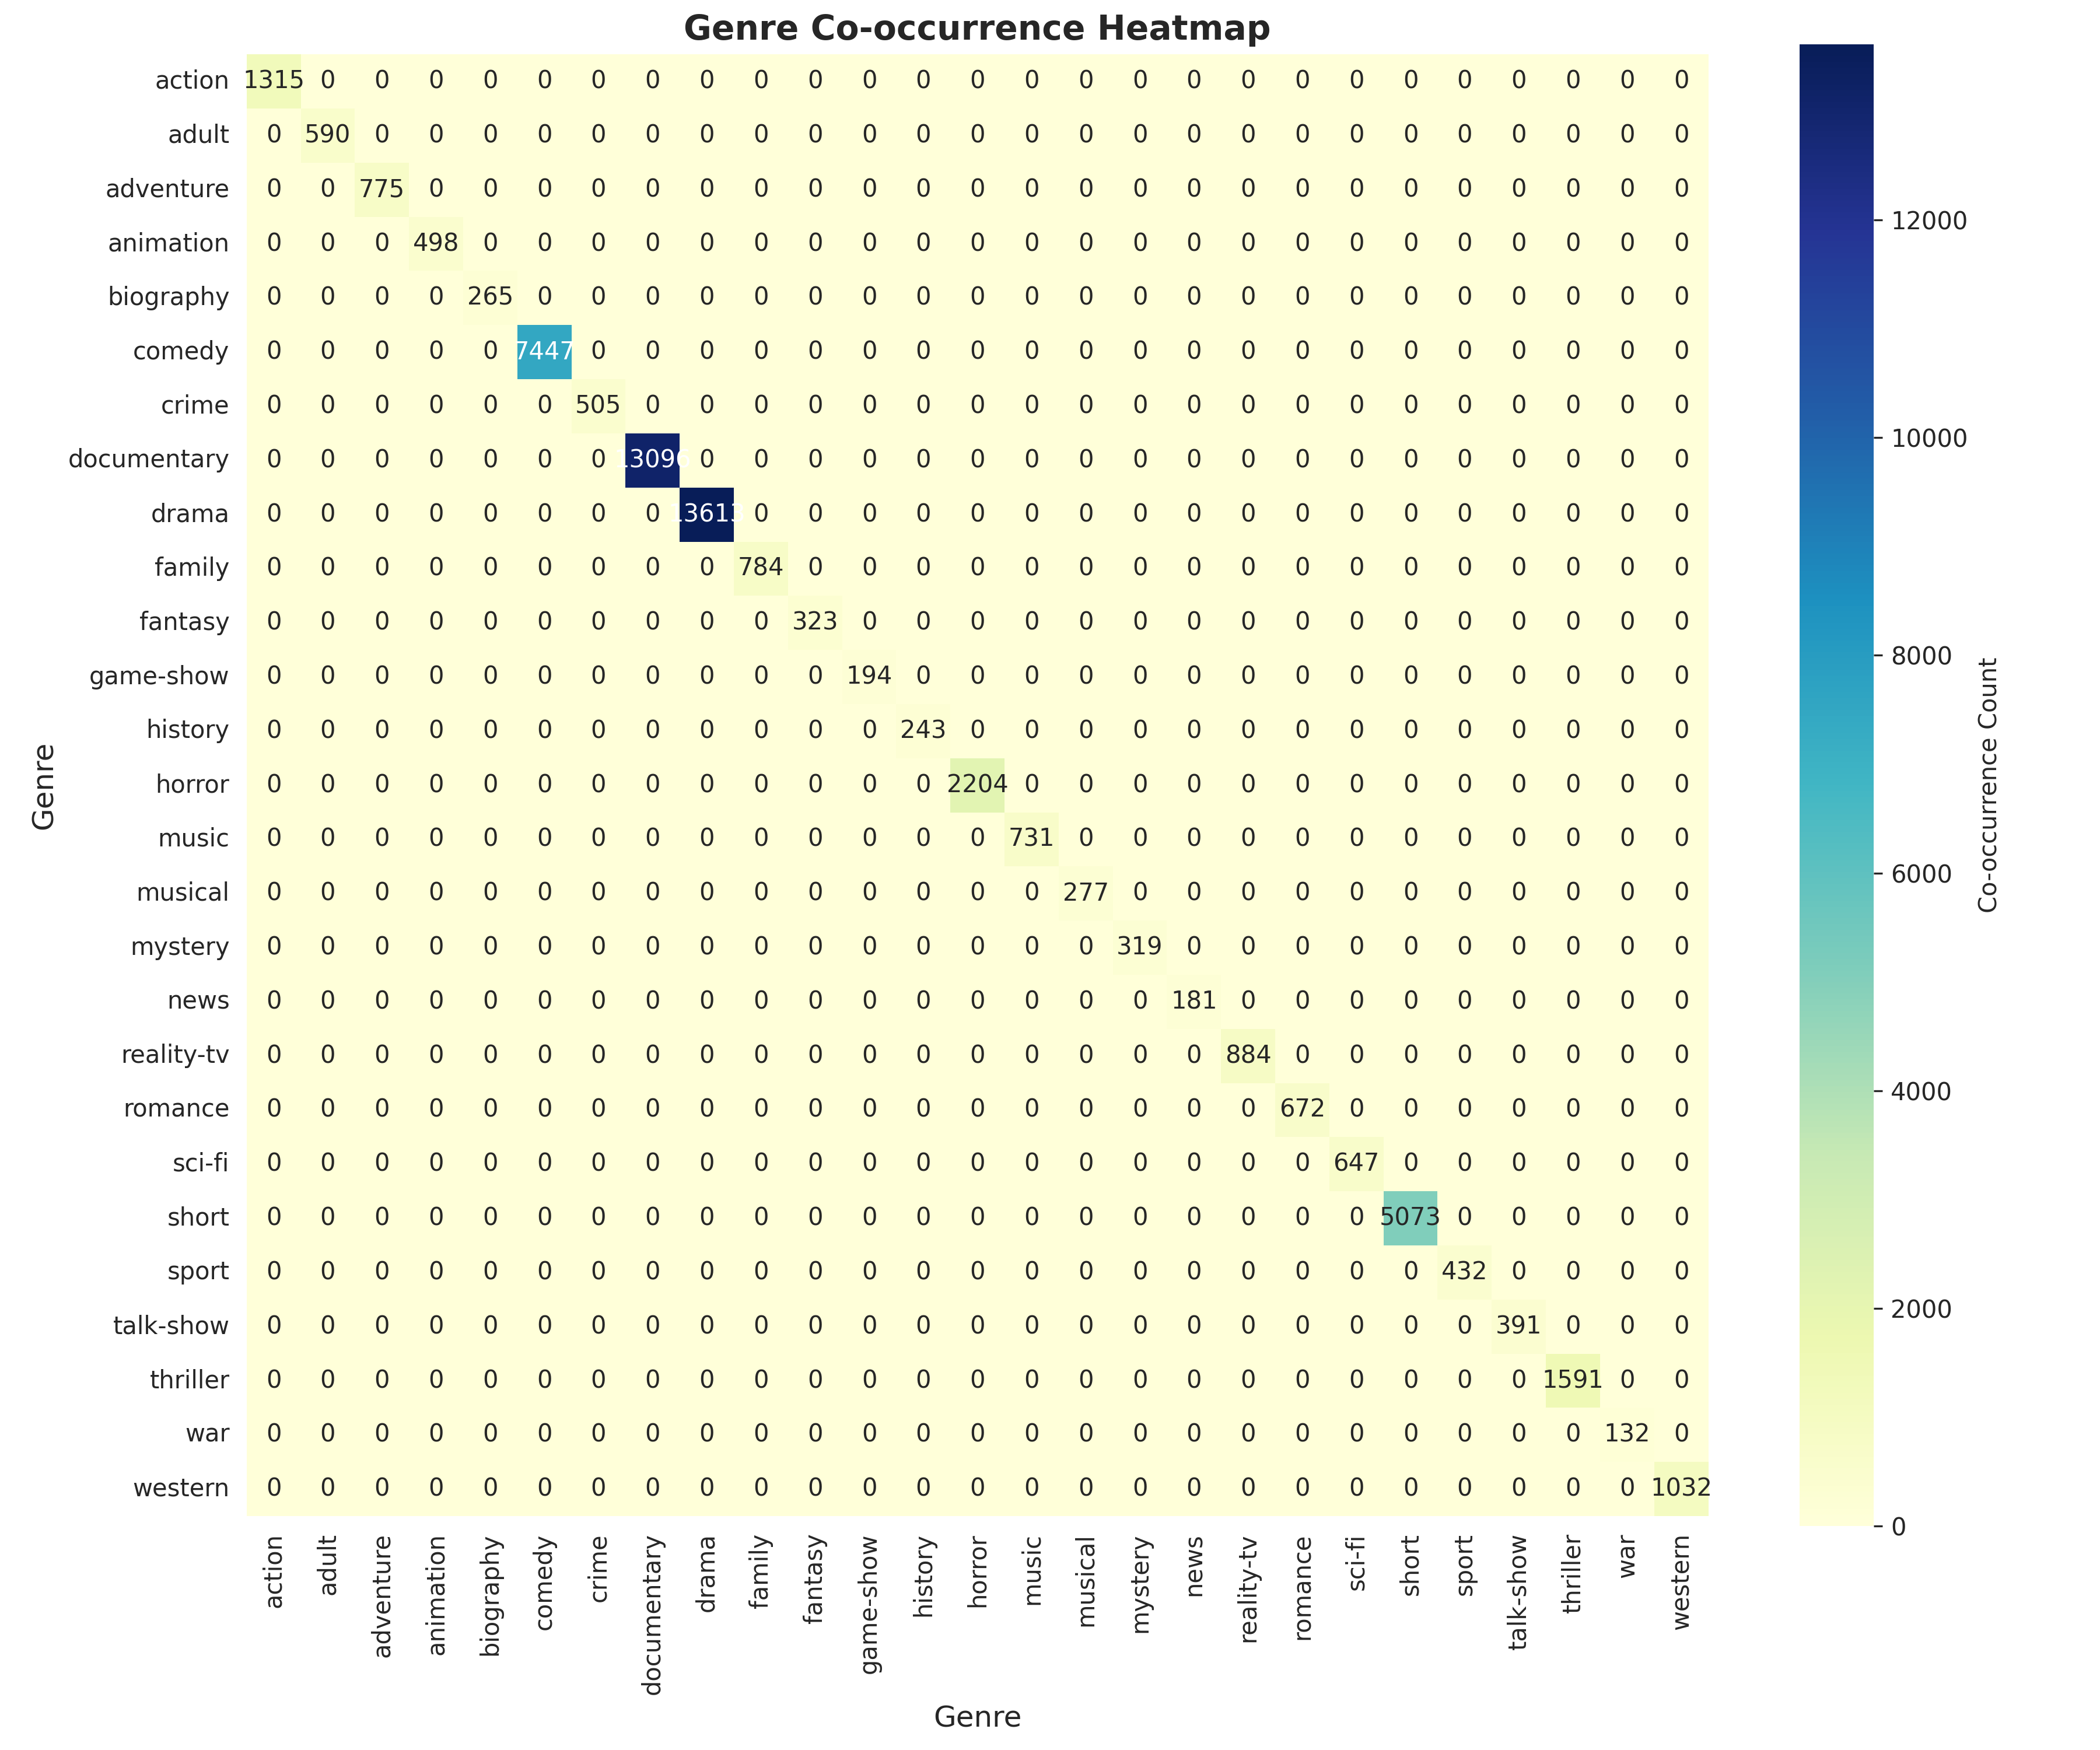 Genre Co-occurrence Heatmap
action 1315 0 0 0 0 0 0 0 0 0 0 0 0 0 0 0 0 0 0 0 0 0 0 0 0 0 0
adult 0 590 0 0 0 0 0 0 0 0 0 0 0 0 0 0 0 0 0 0 0 0 0 0 0 0 0
adventure 0 0 775 0 0 0 0 0 0 0 0 0 0 0 0 0 0 0 0 0 0 0 0 0 0 0 0
animation 0 0 0 498 0 0 0 0 0 0 0 0 0 0 0 0 0 0 0 0 0 0 0 0 0 0 0
biography 0 0 0 0 265 0 0 0 0 0 0 0 0 0 0 0 0 0 0 0 0 0 0 0 0 0 0
comedy 0 0 0 0 0 7447 0 0 0 0 0 0 0 0 0 0 0 0 0 0 0 0 0 0 0 0 0
crime 0 0 0 0 0 0 505 0 0 0 0 0 0 0 0 0 0 0 0 0 0 0 0 0 0 0 0
documentary 0 0 0 0 0 0 0 13096 0 0 0 0 0 0 0 0 0 0 0 0 0 0 0 0 0 0 0
drama 0 0 0 0 0 0 0 0 13613 0 0 0 0 0 0 0 0 0 0 0 0 0 0 0 0 0 0
family 0 0 0 0 0 0 0 0 0 784 0 0 0 0 0 0 0 0 0 0 0 0 0 0 0 0 0
fantasy 0 0 0 0 0 0 0 0 0 0 323 0 0 0 0 0 0 0 0 0 0 0 0 0 0 0 0
game-show 0 0 0 0 0 0 0 0 0 0 0 194 0 0 0 0 0 0 0 0 0 0 0 0 0 0 0
history 0 0 0 0 0 0 0 0 0 0 0 0 243 0 0 0 0 0 0 0 0 0 0 0 0 0 0
horror 0 0 0 0 0 0 0 0 0 0 0 0 0 2204 0 0 0 0 0 0 0 0 0 0 0 0 0
music 0 0 0 0 0 0 0 0 0 0 0 0 0 0 731 0 0 0 0 0 0 0 0 0 0 0 0
musical 0 0 0 0 0 0 0 0 0 0 0 0 0 0 0 277 0 0 0 0 0 0 0 0 0 0 0
mystery 0 0 0 0 0 0 0 0 0 0 0 0 0 0 0 0 319 0 0 0 0 0 0 0 0 0 0
news 0 0 0 0 0 0 0 0 0 0 0 0 0 0 0 0 0 181 0 0 0 0 0 0 0 0 0
reality-tv 0 0 0 0 0 0 0 0 0 0 0 0 0 0 0 0 0 0 884 0 0 0 0 0 0 0 0
romance 0 0 0 0 0 0 0 0 0 0 0 0 0 0 0 0 0 0 0 672 0 0 0 0 0 0 0
sci-fi 0 0 0 0 0 0 0 0 0 0 0 0 0 0 0 0 0 0 0 0 647 0 0 0 0 0 0
short 0 0 0 0 0 0 0 0 0 0 0 0 0 0 0 0 0 0 0 0 0 5073 0 0 0 0 0
sport 0 0 0 0 0 0 0 0 0 0 0 0 0 0 0 0 0 0 0 0 0 0 432 0 0 0 0
talk-show 0 0 0 0 0 0 0 0 0 0 0 0 0 0 0 0 0 0 0 0 0 0 0 391 0 0 0
thriller 0 0 0 0 0 0 0 0 0 0 0 0 0 0 0 0 0 0 0 0 0 0 0 0 1591 0 0
war 0 0 0 0 0 0 0 0 0 0 0 0 0 0 0 0 0 0 0 0 0 0 0 0 0 132 0
western 0 0 0 0 0 0 0 0 0 0 0 0 0 0 0 0 0 0 0 0 0 0 0 0 0 0 1032
action adult adventure animation biography comedy crime documentary drama family fantasy game-show history horror music musical mystery news reality-tv romance sci-fi short sport talk-show thriller war western
Genre
Genre
12000
10000
8000
6000
4000
2000
0
Co-occurrence Count